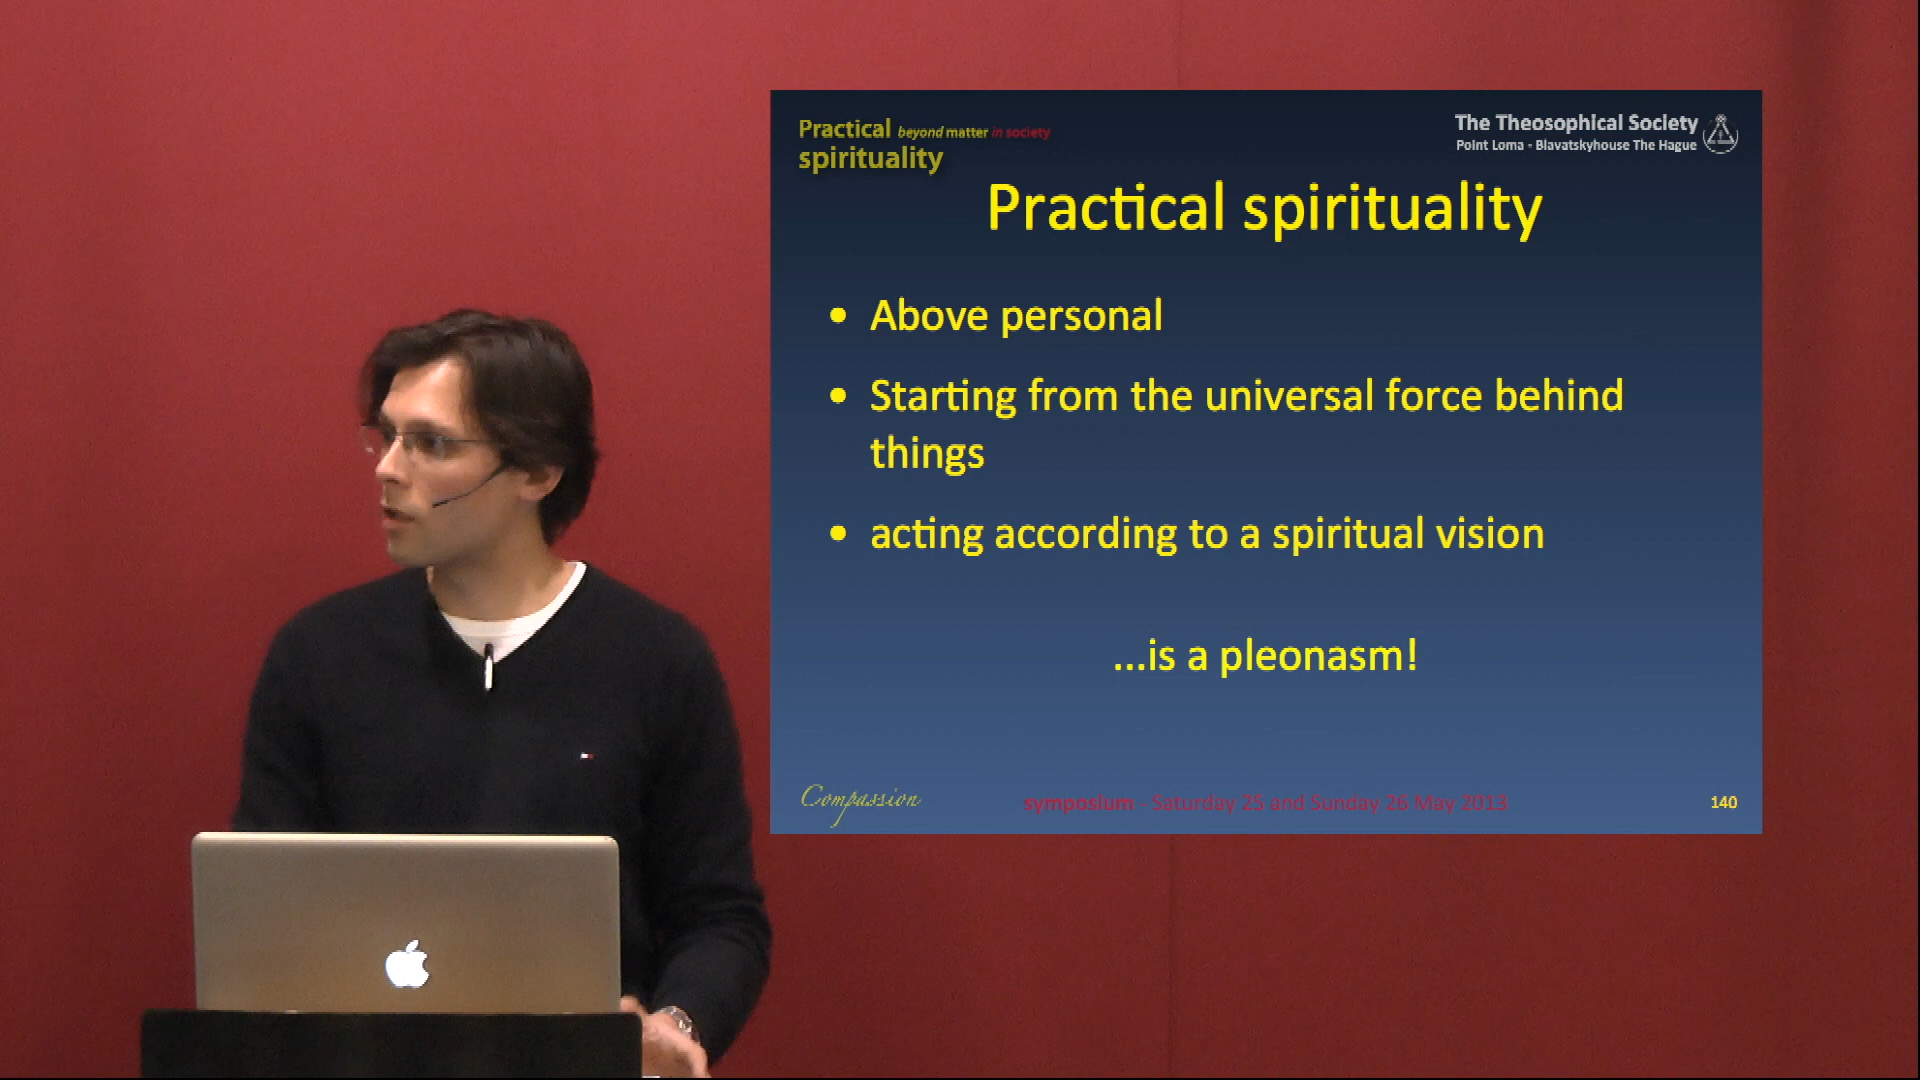 Practical beyond matter in society
spirituality
The Theosophical Society
Point Loma - Blavatskyhouse The Hague
Practical spirituality
• Above personal
• Starting from the universal force behind
things
• acting according to a spiritual vision
...is a pleonasm!
Compassion
symposium - Saturday 25 and Sunday 26 May 2013
140